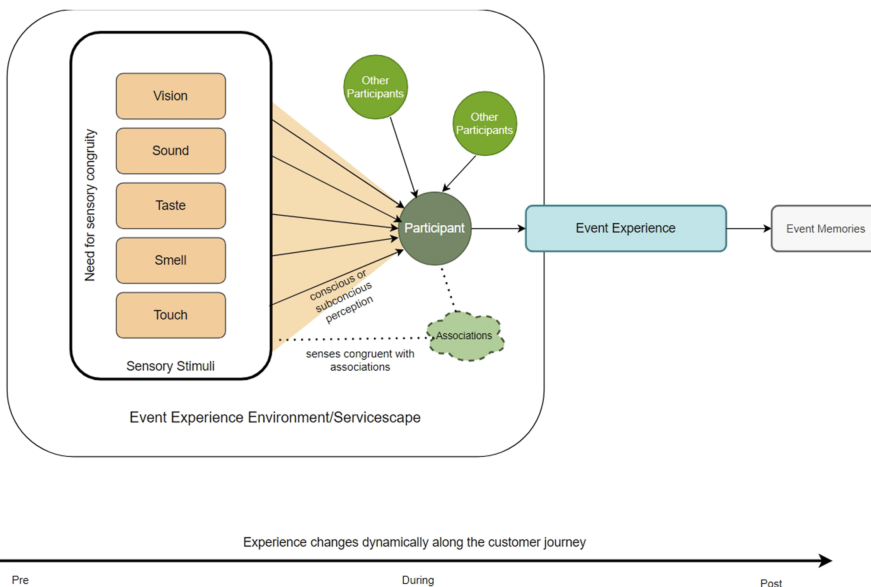 Need for sensory congruity
Vision
Sound
Taste
Smell
Touch
Sensory Stimuli
Other
Participants
Other
Participants
Participant
conscious or
subconcious
perception
Associations
senses congruent with
associations
Event Experience
Event Memories
Event Experience Environment/Servicescape
Experience changes dynamically along the customer journey
Pre
During
Post